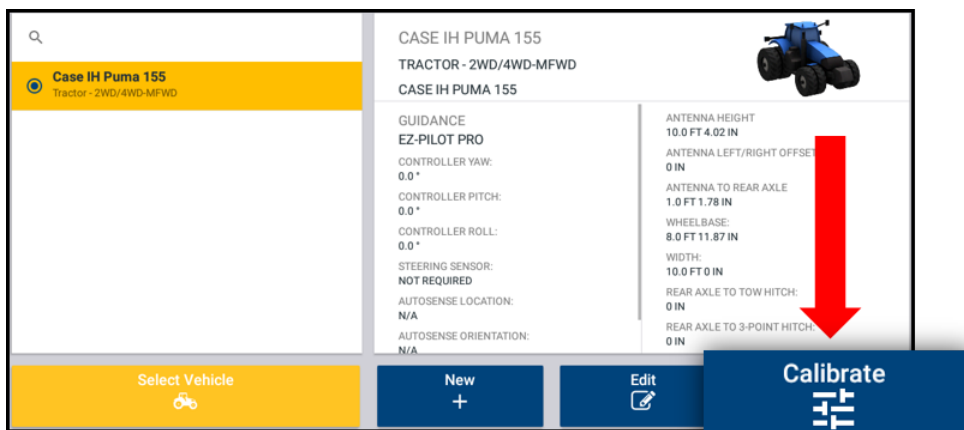 Case IH Puma 155
Tractor - 2WD/4WD-MFWD
CASE IH PUMA 155
TRACTOR - 2WD/4WD-MFWD
CASE IH PUMA 155
GUIDANCE
EZ-PILOT PRO
CONTROLLER YAW:
0.0 °
CONTROLLER PITCH:
0.0 °
CONTROLLER ROLL:
0.0 °
STEERING SENSOR:
NOT REQUIRED
AUTOSENSE LOCATION:
N/A
AUTOSENSE ORIENTATION:
N/A
ANTENNA HEIGHT
10.0 FT 4.02 IN
ANTENNA LEFT/RIGHT OFFSET
0 IN
ANTENNA TO REAR AXLE
1.0 FT 1.78 IN
WHEELBASE:
8.0 FT 11.87 IN
WIDTH:
10.0 FT 0 IN
REAR AXLE TO TOW HITCH:
0 IN
REAR AXLE TO 3-POINT HITCH:
0 IN
Select Vehicle
New
Edit
Calibrate